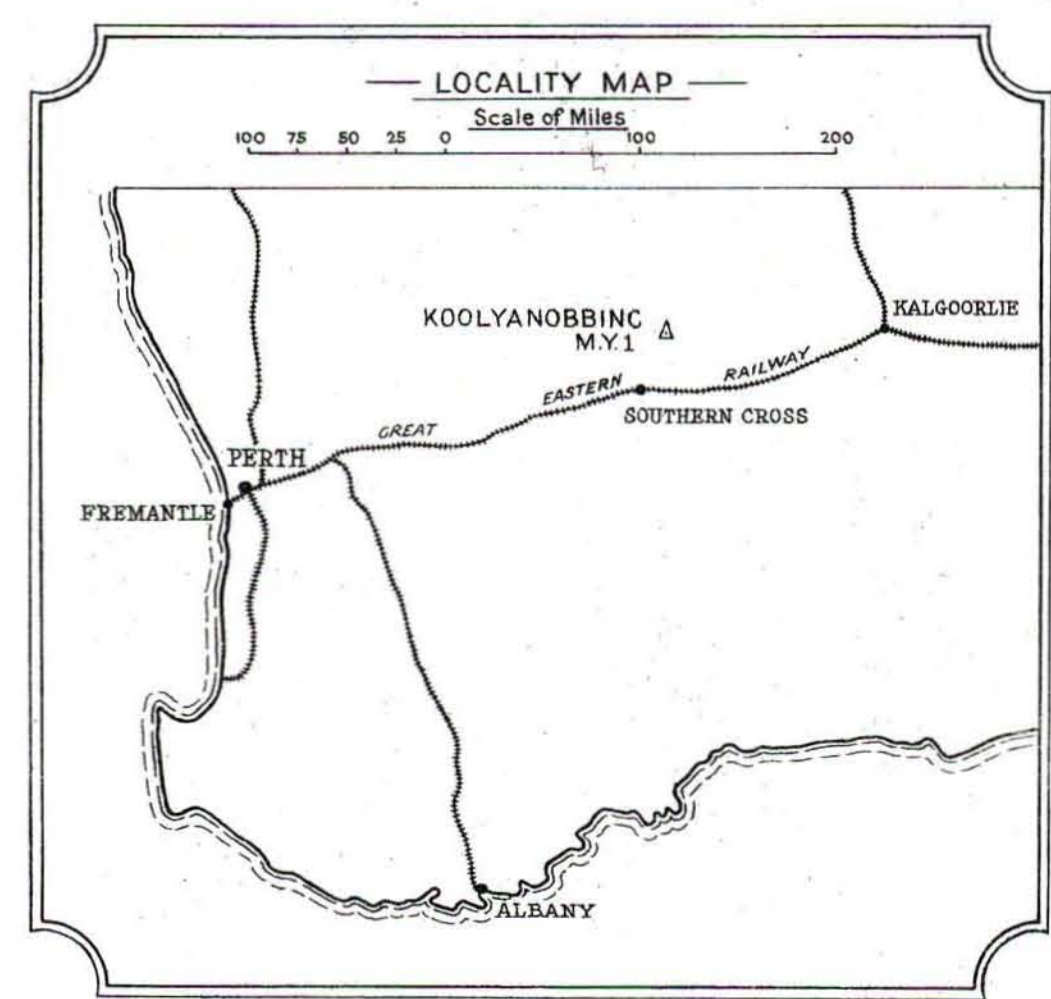 LOCALITY MAP
Scale of Miles
100 75 50 25 0 100 200
KALGOORLIE
KOOLYANOBBING
M.Y.1
RAILWAY
EASTERN
SOUTHERN CROSS
GREAT
PERTH
FREMANTLE
ALBANY